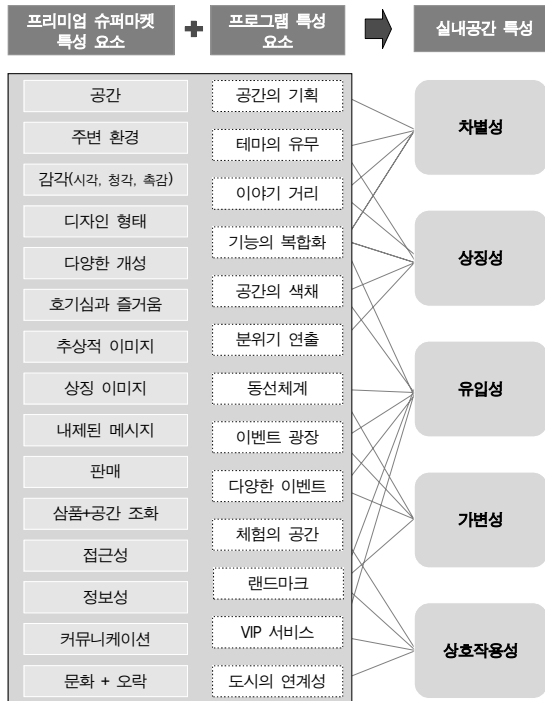 프리미엄 슈퍼마켓
특성 요소
프로그램 특성
요소
실내공간 특성
공간
주변 환경
감각(시각, 청각, 촉감)
디자인 형태
다양한 개성
호기심과 즐거움
추상적 이미지
상징 이미지
내제된 메시지
판매
삼품+공간 조화
접근성
정보성
커뮤니케이션
문화 + 오락
공간의 기획
테마의 유무
이야기 거리
기능의 복합화
공간의 색채
분위기 연출
동선체계
이벤트 광장
다양한 이벤트
체험의 공간
랜드마크
VIP 서비스
도시의 연계성
차별성
상징성
유입성
가변성
상호작용성